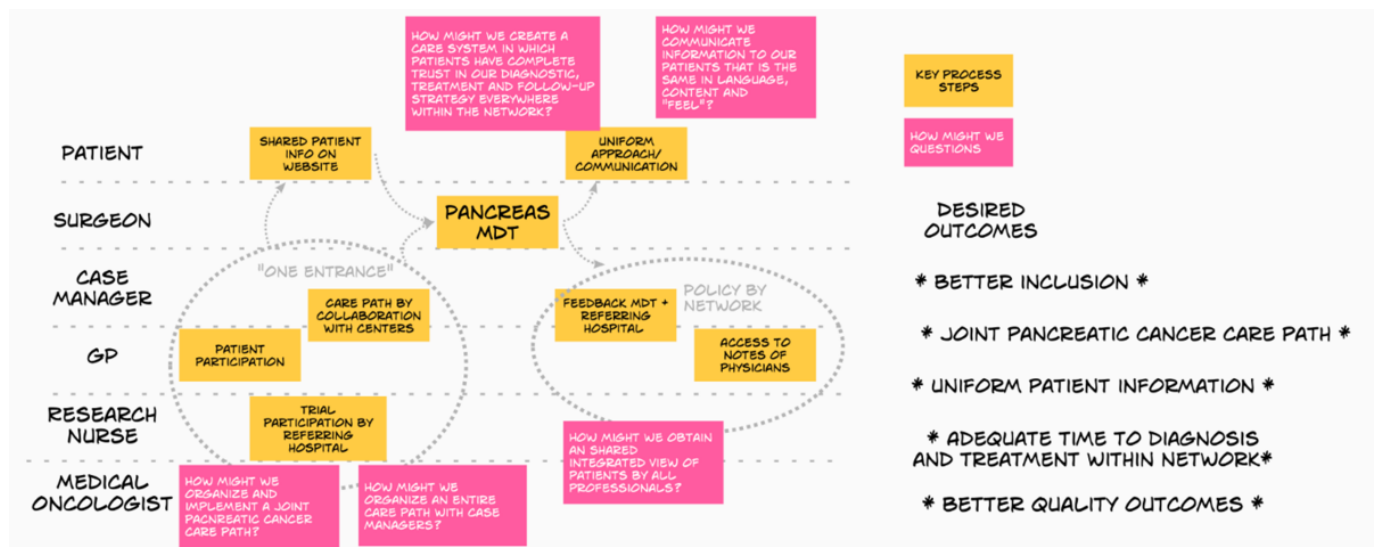 HOW MIGHT WE CREATE A
CARE SYSTEM IN WHICH
PATIENTS HAVE COMPLETE
TRUST IN OUR DIAGNOSTIC,
TREATMENT AND FOLLOW-UP
STRATEGY EVERYWHERE
WITHIN THE NETWORK?
HOW MIGHT WE
COMMUNICATE
INFORMATION TO OUR
PATIENTS THAT IS THE
SAME IN LANGUAGE,
CONTENT AND
"FEEL"?
KEY PROCESS
STEPS
HOW MIGHT WE
QUESTIONS
PATIENT
SHARED PATIENT
INFO ON
WEBSITE
UNIFORM
APPROACH/
COMMUNICATION
SURGEON
PANCREAS
MDT
CASE
MANAGER
"ONE ENTRANCE"
CARE PATH BY
COLLABORATION
WITH CENTERS
FEEDBACK MDT +
REFERRING
HOSPITAL
POLICY BY
NETWORK
GP
PATIENT
PARTICIPATION
ACCESS TO
NOTES OF
PHYSICIANS
RESEARCH
NURSE
TRIAL
PARTICIPATION BY
REFERRING
HOSPITAL
HOW MIGHT WE OBTAIN
AN SHARED
INTEGRATED VIEW OF
PATIENTS BY ALL
PROFESSIONALS?
MEDICAL
ONCOLOGIST
HOW MIGHT WE
ORGANIZE AND
IMPLEMENT A JOINT
PACNREATIC CANCER
CARE PATH?
HOW MIGHT WE
ORGANIZE AN ENTIRE
CARE PATH WITH CASE
MANAGERS?
DESIRED
OUTCOMES
* BETTER INCLUSION *
* JOINT PANCREATIC CANCER CARE PATH *
* UNIFORM PATIENT INFORMATION *
* ADEQUATE TIME TO DIAGNOSIS
AND TREATMENT WITHIN NETWORK*
* BETTER QUALITY OUTCOMES *